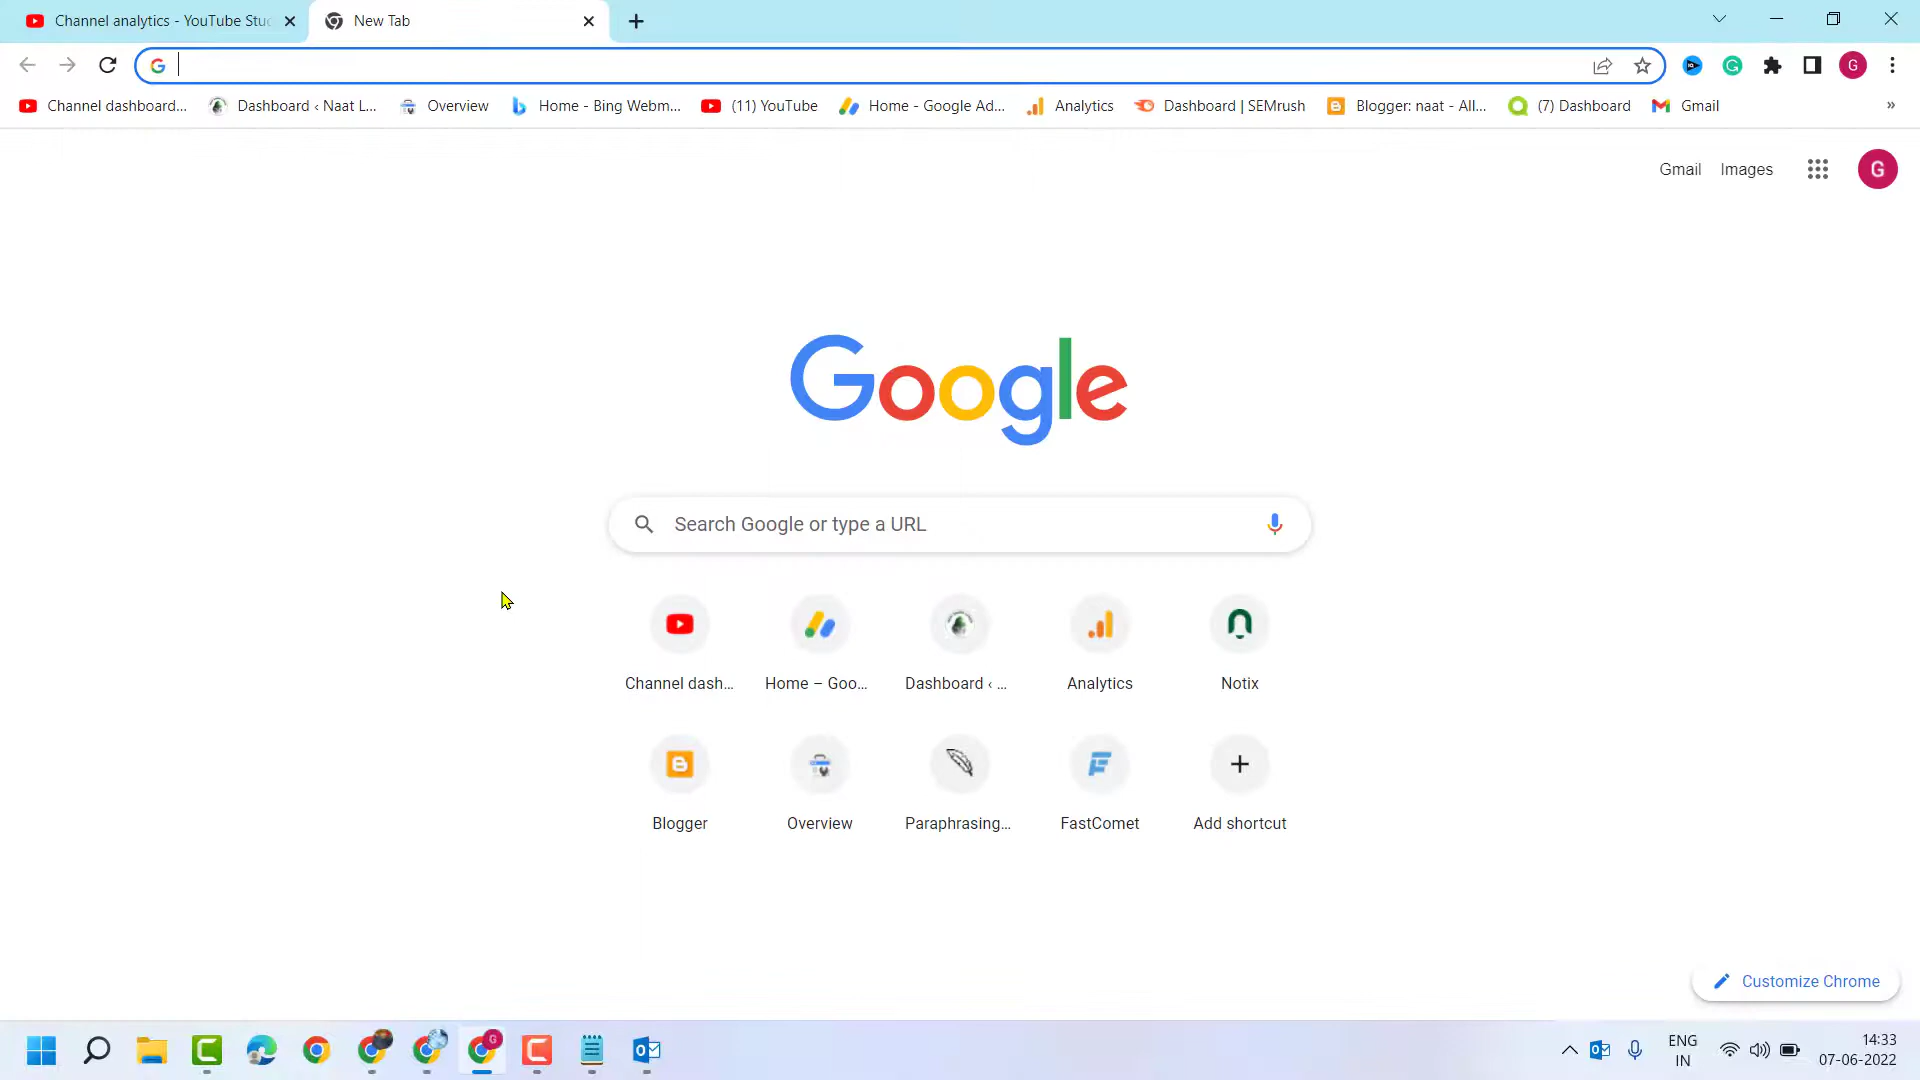 Channel analytics - YouTube Stu
New Tab
Channel dashboard...
Dashboard ‹ Naat L...
Overview
Home - Bing Webm...
(11) YouTube
Home - Google Ad...
Analytics
Dashboard | SEMrush
Blogger: naat - All...
(7) Dashboard
Gmail
»
Gmail
Images
G
G
Google
Search Google or type a URL
Channel dash...
Home – Goo...
Dashboard ‹ ...
Analytics
Notix
Blogger
Overview
Paraphrasing...
FastComet
Add shortcut
Customize Chrome
ENG
IN
14:33
07-06-2022